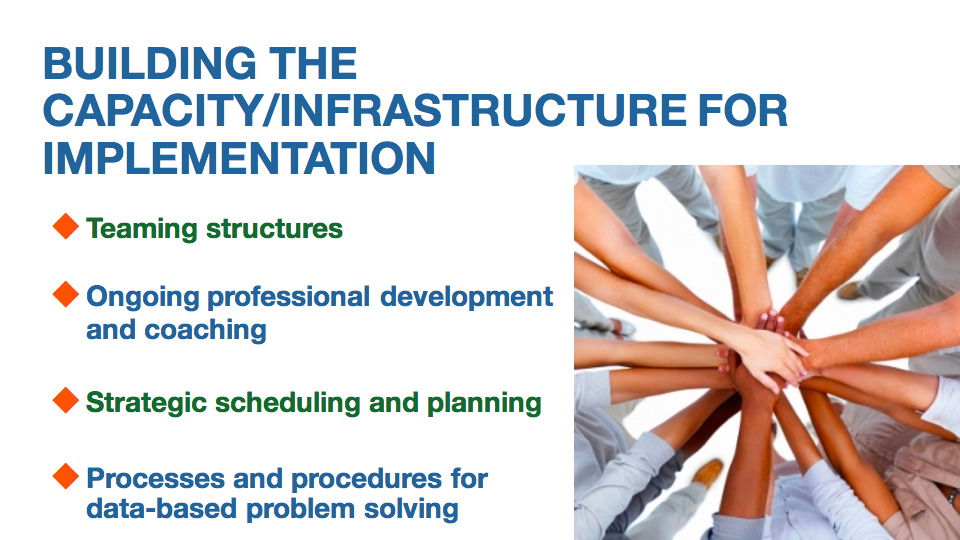 BUILDING THE
CAPACITY/INFRASTRUCTURE FOR
IMPLEMENTATION
Teaming structures
Ongoing professional development
and coaching
Strategic scheduling and planning
Processes and procedures for
data-based problem solving